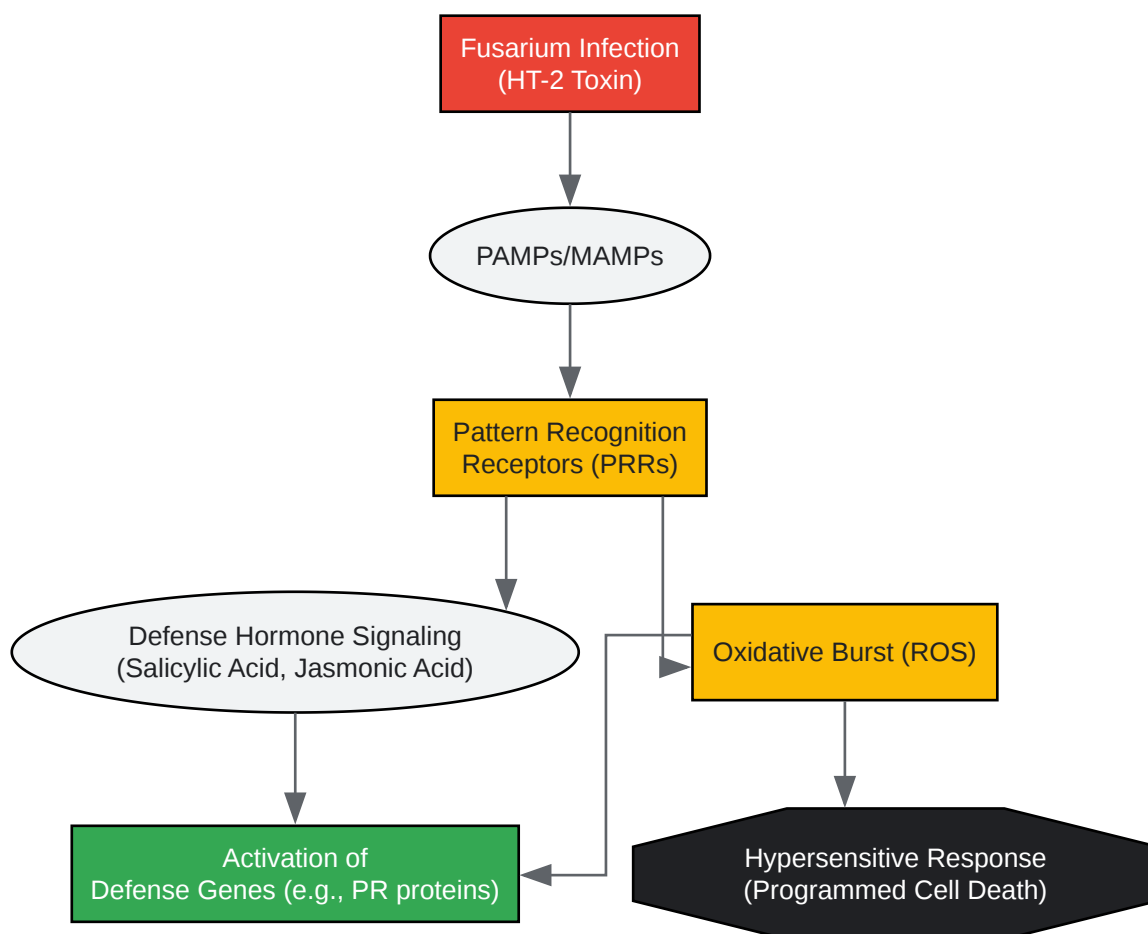 Fusarium Infection
(HT-2 Toxin)
PAMPs/MAMPs
Pattern Recognition
Receptors (PRRs)
Defense Hormone Signaling
(Salicylic Acid, Jasmonic Acid)
Oxidative Burst (ROS)
Activation of
Defense Genes (e.g., PR proteins)
Hypersensitive Response
(Programmed Cell Death)